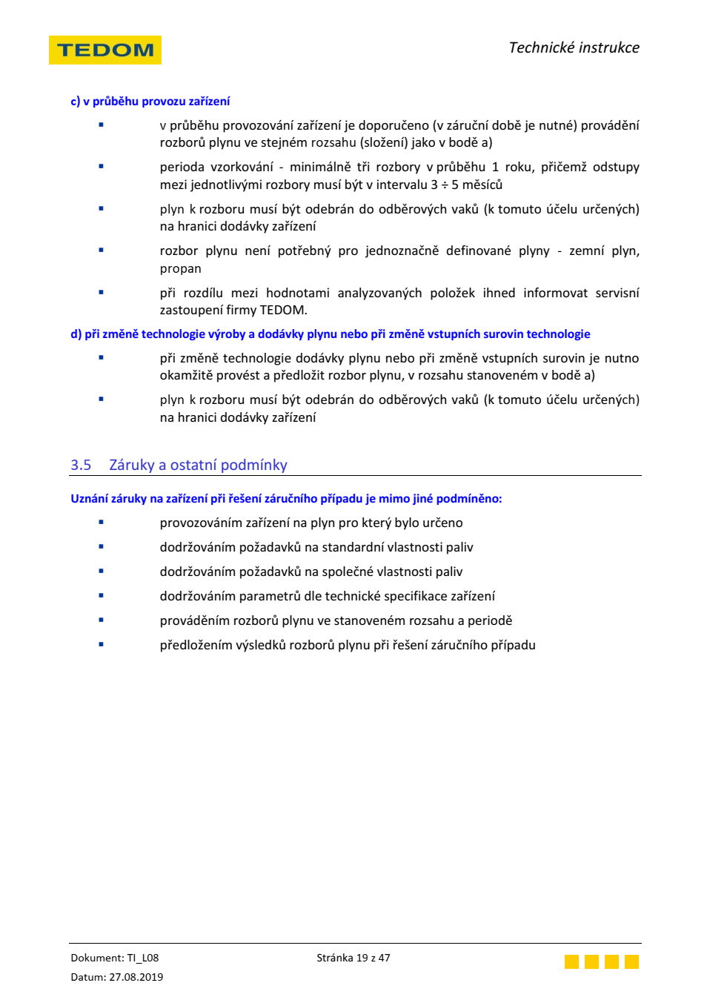 TEDOM
Technické instrukce
c) v průběhu provozu zařízení
▪ v průběhu provozování zařízení je doporučeno (v záruční době je nutné) provádění
rozborů plynu ve stejném rozsahu (složení) jako v bodě a)
▪ perioda vzorkování - minimálně tři rozbory v průběhu 1 roku, přičemž odstupy
mezi jednotlivými rozbory musí být v intervalu 3 ÷ 5 měsíců
▪ plyn k rozboru musí být odebrán do odběrových vaků (k tomuto účelu určených)
na hranici dodávky zařízení
▪ rozbor plynu není potřebný pro jednoznačně definované plyny - zemní plyn,
propan
▪ při rozdílu mezi hodnotami analyzovaných položek ihned informovat servisní
zastoupení firmy TEDOM.
d) při změně technologie výroby a dodávky plynu nebo při změně vstupních surovin technologie
▪ při změně technologie dodávky plynu nebo při změně vstupních surovin je nutno
okamžitě provést a předložit rozbor plynu, v rozsahu stanoveném v bodě a)
▪ plyn k rozboru musí být odebrán do odběrových vaků (k tomuto účelu určených)
na hranici dodávky zařízení
3.5 Záruky a ostatní podmínky
Uznání záruky na zařízení při řešení záručního případu je mimo jiné podmíněno:
▪ provozováním zařízení na plyn pro který bylo určeno
▪ dodržováním požadavků na standardní vlastnosti paliv
▪ dodržováním požadavků na společné vlastnosti paliv
▪ dodržováním parametrů dle technické specifikace zařízení
▪ prováděním rozborů plynu ve stanoveném rozsahu a periodě
▪ předložením výsledků rozborů plynu při řešení záručního případu
Dokument: TI_L08
Stránka 19 z 47
Datum: 27.08.2019